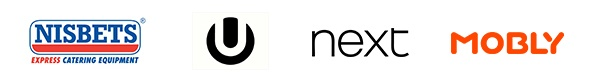 NISBETS®
EXPRESS CATERING EQUIPMENT
next
MOBLY